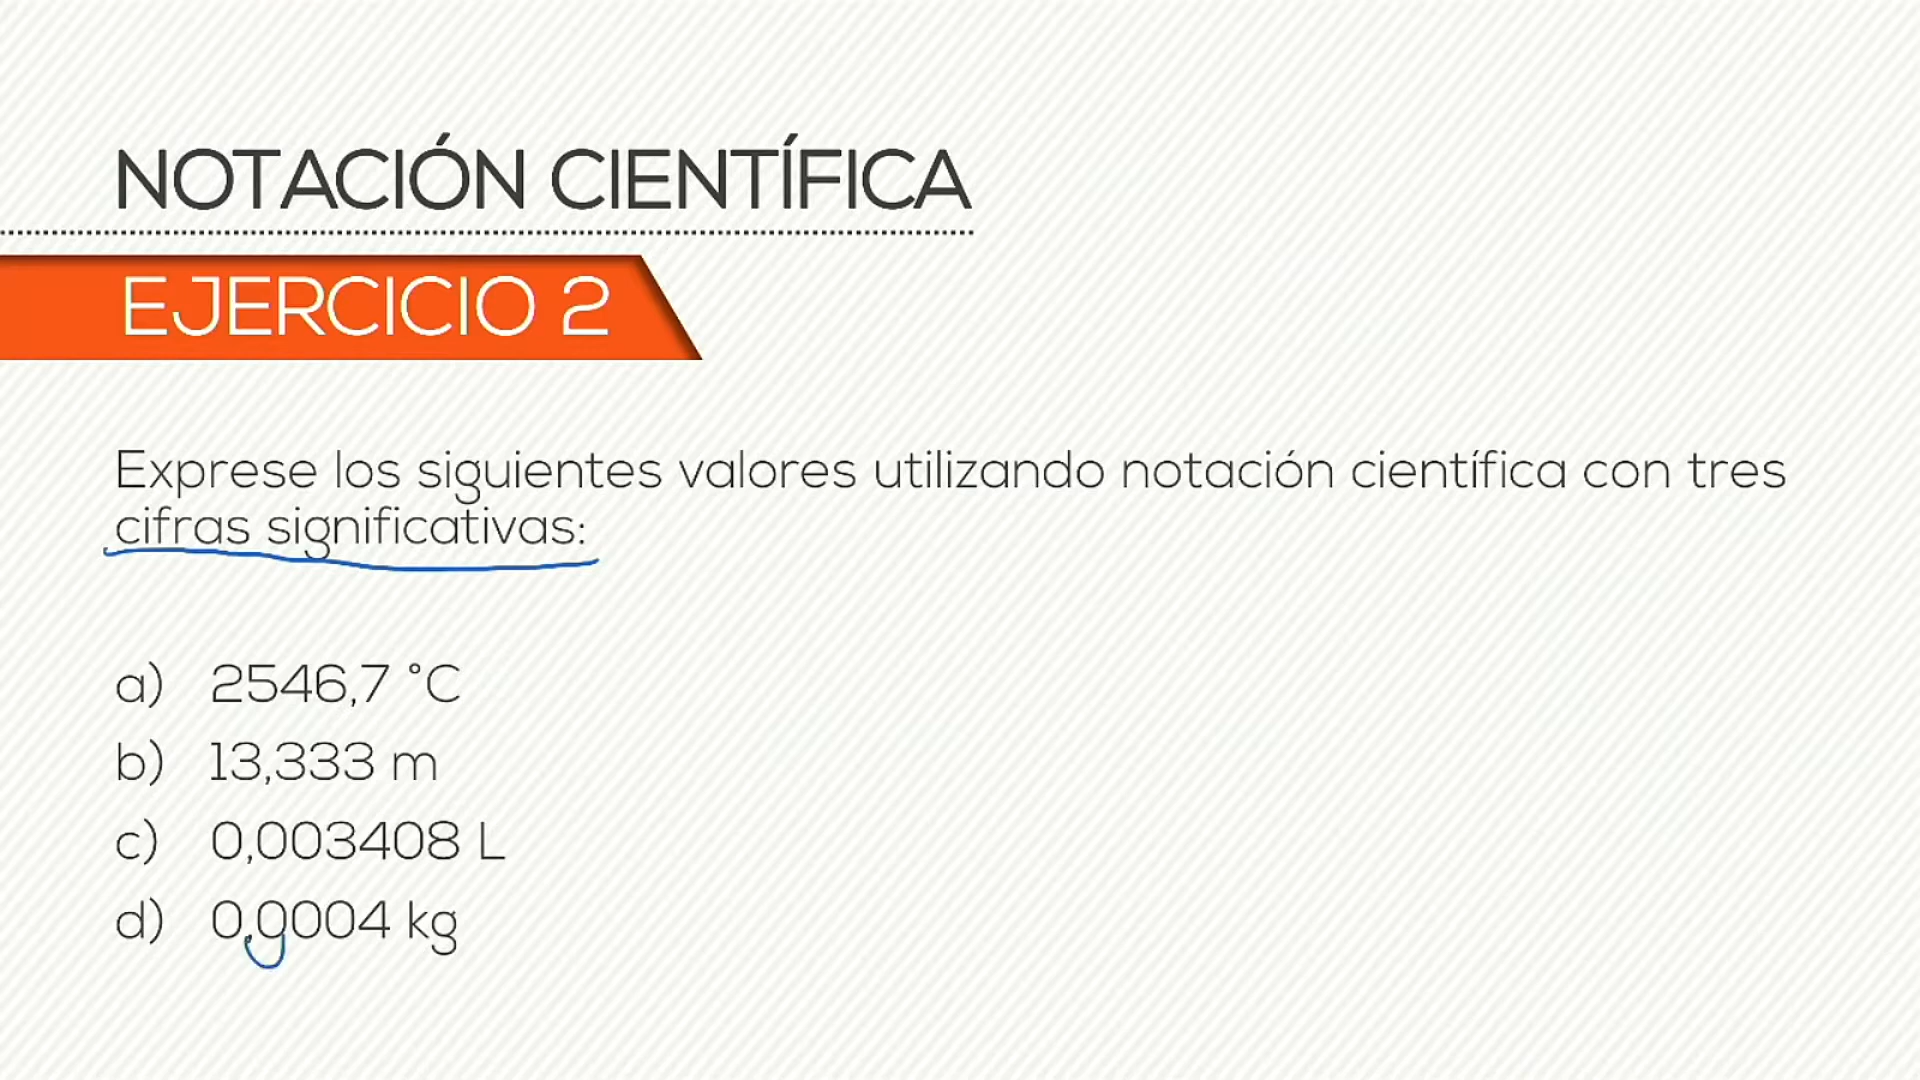 NOTACIÓN CIENTÍFICA
EJERCICIO 2
Exprese los siguientes valores utilizando notación científica con tres
cifras significativas:
a) 2546,7 °C
b) 13,333 m
c) 0,003408 L
d) 0,0004 kg